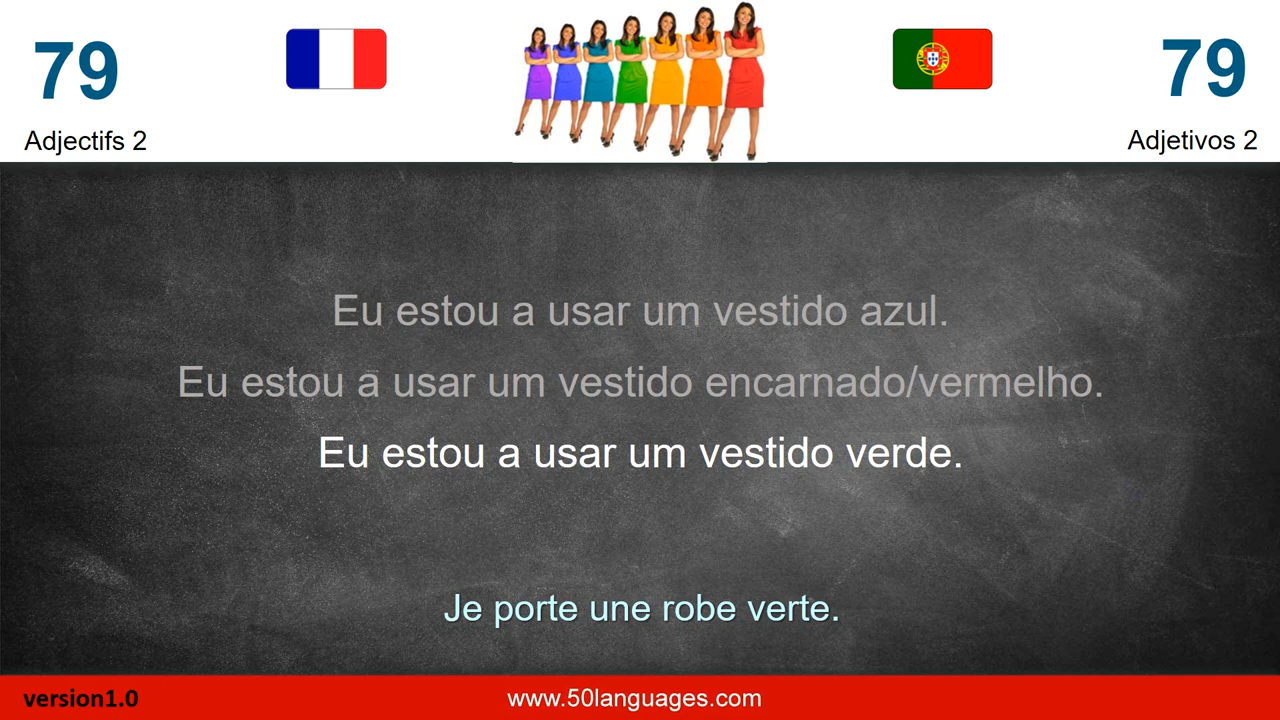 79
79
Adjectifs 2
Adjetivos 2
Eu estou a usar um vestido azul.
Eu estou a usar um vestido encarnado/vermelho.
Eu estou a usar um vestido verde.
Je porte une robe verte.
version1.0
www.50languages.com